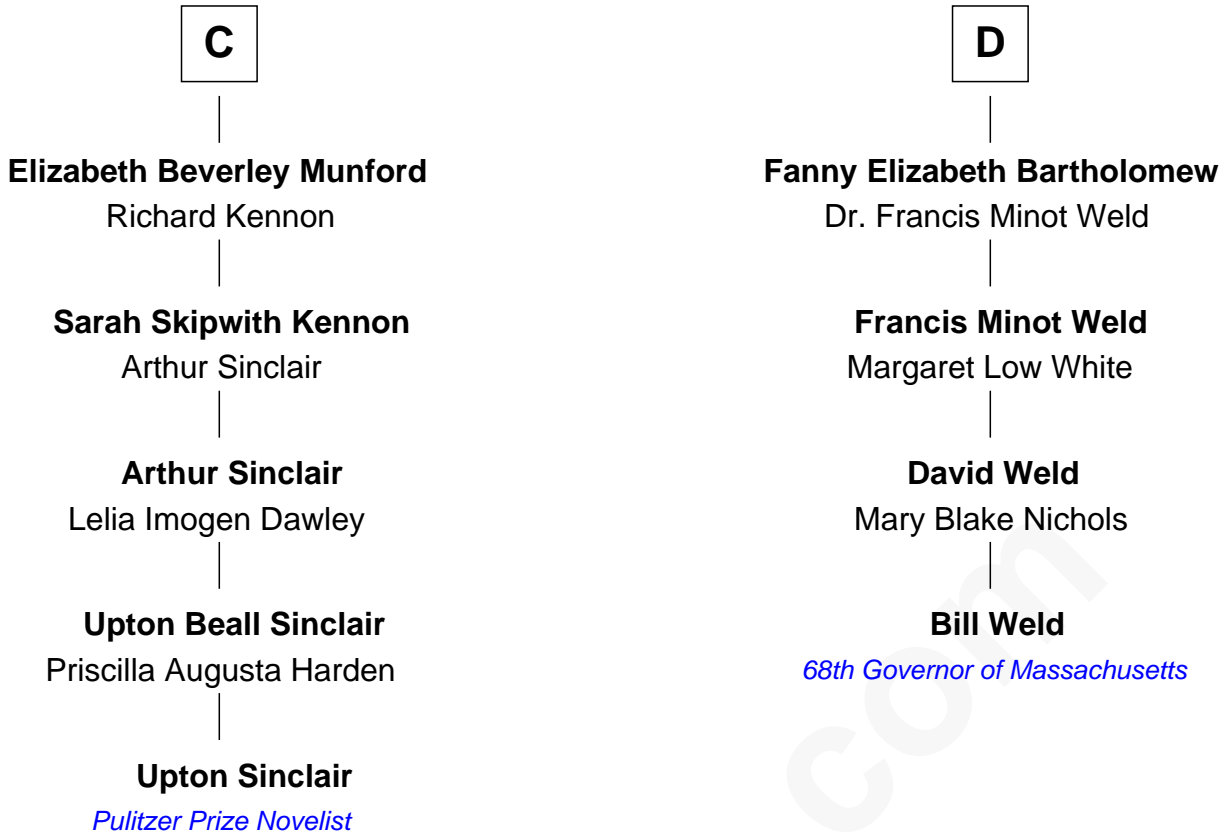 C
Elizabeth Beverley Munford
Richard Kennon
Sarah Skipwith Kennon
Arthur Sinclair
Arthur Sinclair
Lelia Imogen Dawley
Upton Beall Sinclair
Priscilla Augusta Harden
Upton Sinclair
Pulitzer Prize Novelist
D
Fanny Elizabeth Bartholomew
Dr. Francis Minot Weld
Francis Minot Weld
Margaret Low White
David Weld
Mary Blake Nichols
Bill Weld
68th Governor of Massachusetts
com